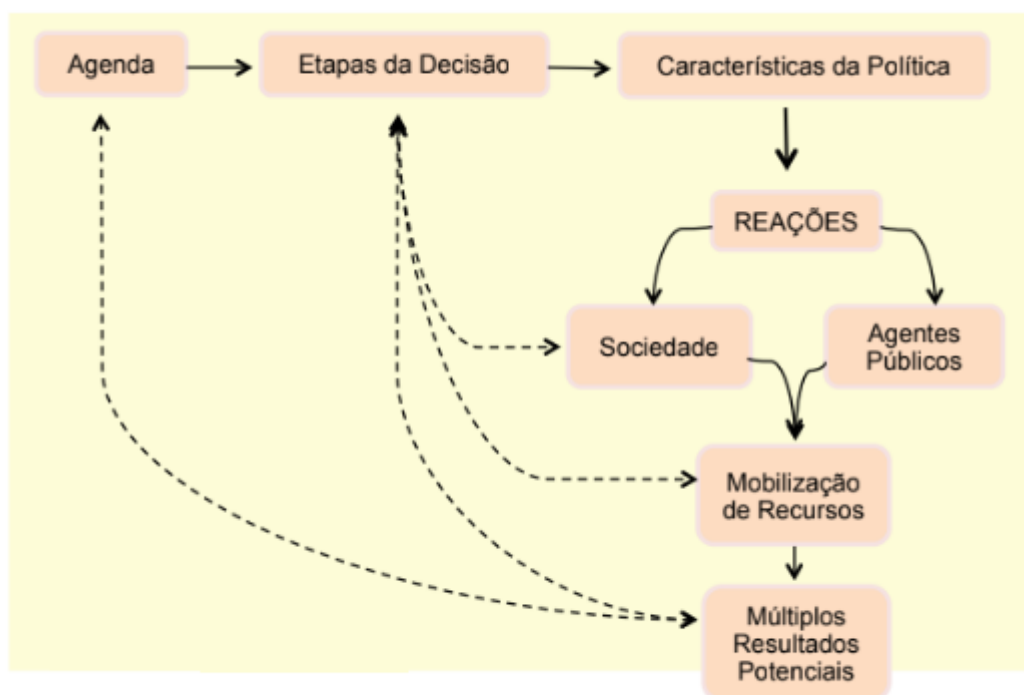 Agenda
Etapas da Decisão
Características da Política
REAÇÕES
Sociedade
Agentes
Públicos
Mobilização
de Recursos
Múltiplos
Resultados
Potenciais